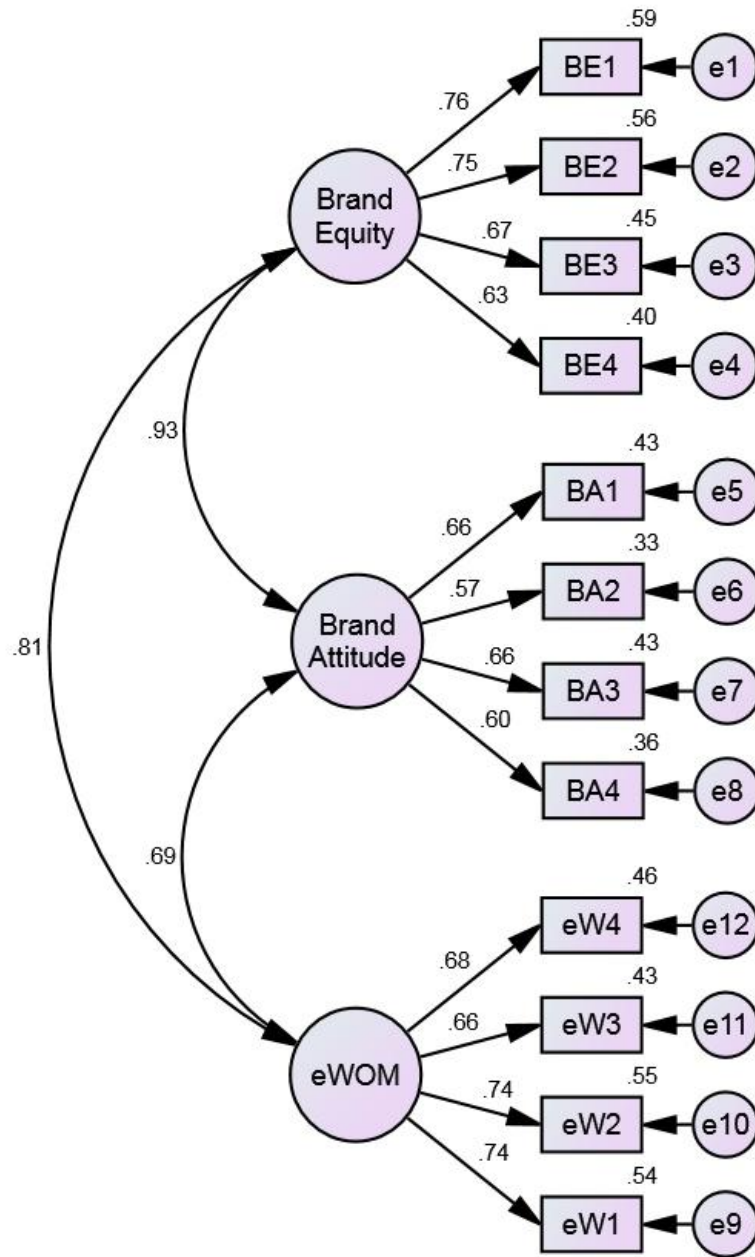 .59
BE1
e1
.76
.56
BE2
e2
.75
Brand
Equity
.45
BE3
e3
.67
.63
.40
BE4
e4
.93
.43
BA1
e5
.66
.33
BA2
e6
.57
Brand
Attitude
.81
.43
BA3
e7
.66
.60
.36
BA4
e8
.69
.46
eW4
e12
.68
.43
eW3
e11
.66
eWOM
.55
eW2
e10
.74
.74
.54
eW1
e9